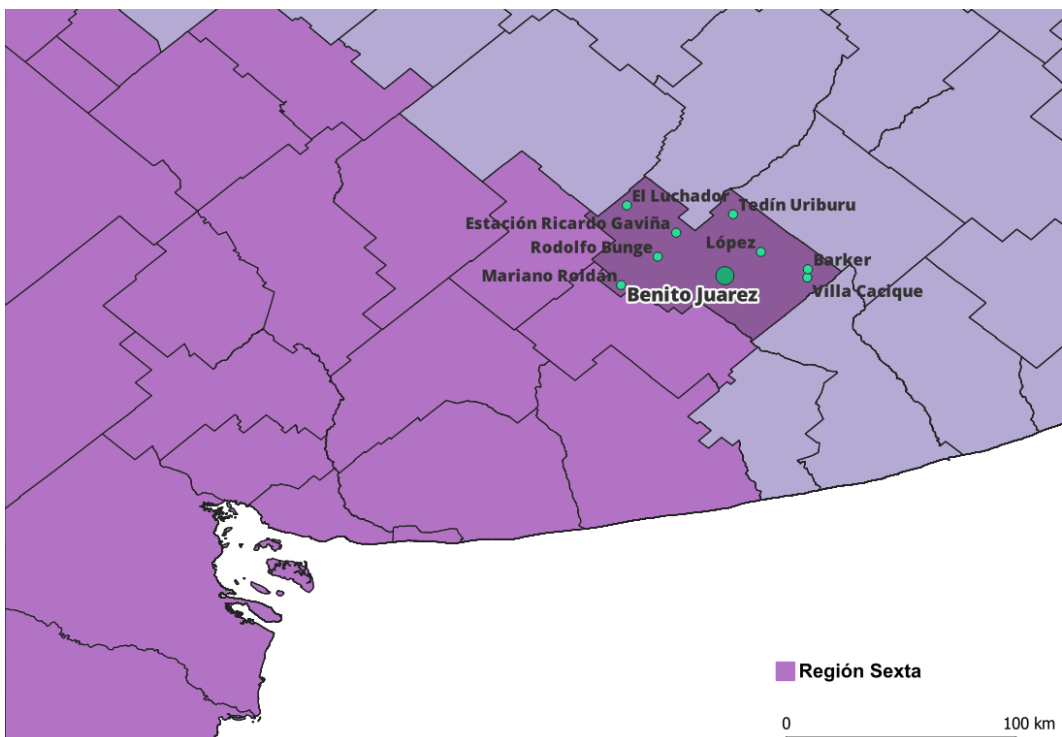 El Luchador
Tedín Uriburu
Estación Ricardo Gaviña
López
Rodolfo Bunge
Barker
Mariano Roldán
Villa Cacique
Benito Juarez
Región Sexta
0 100 km